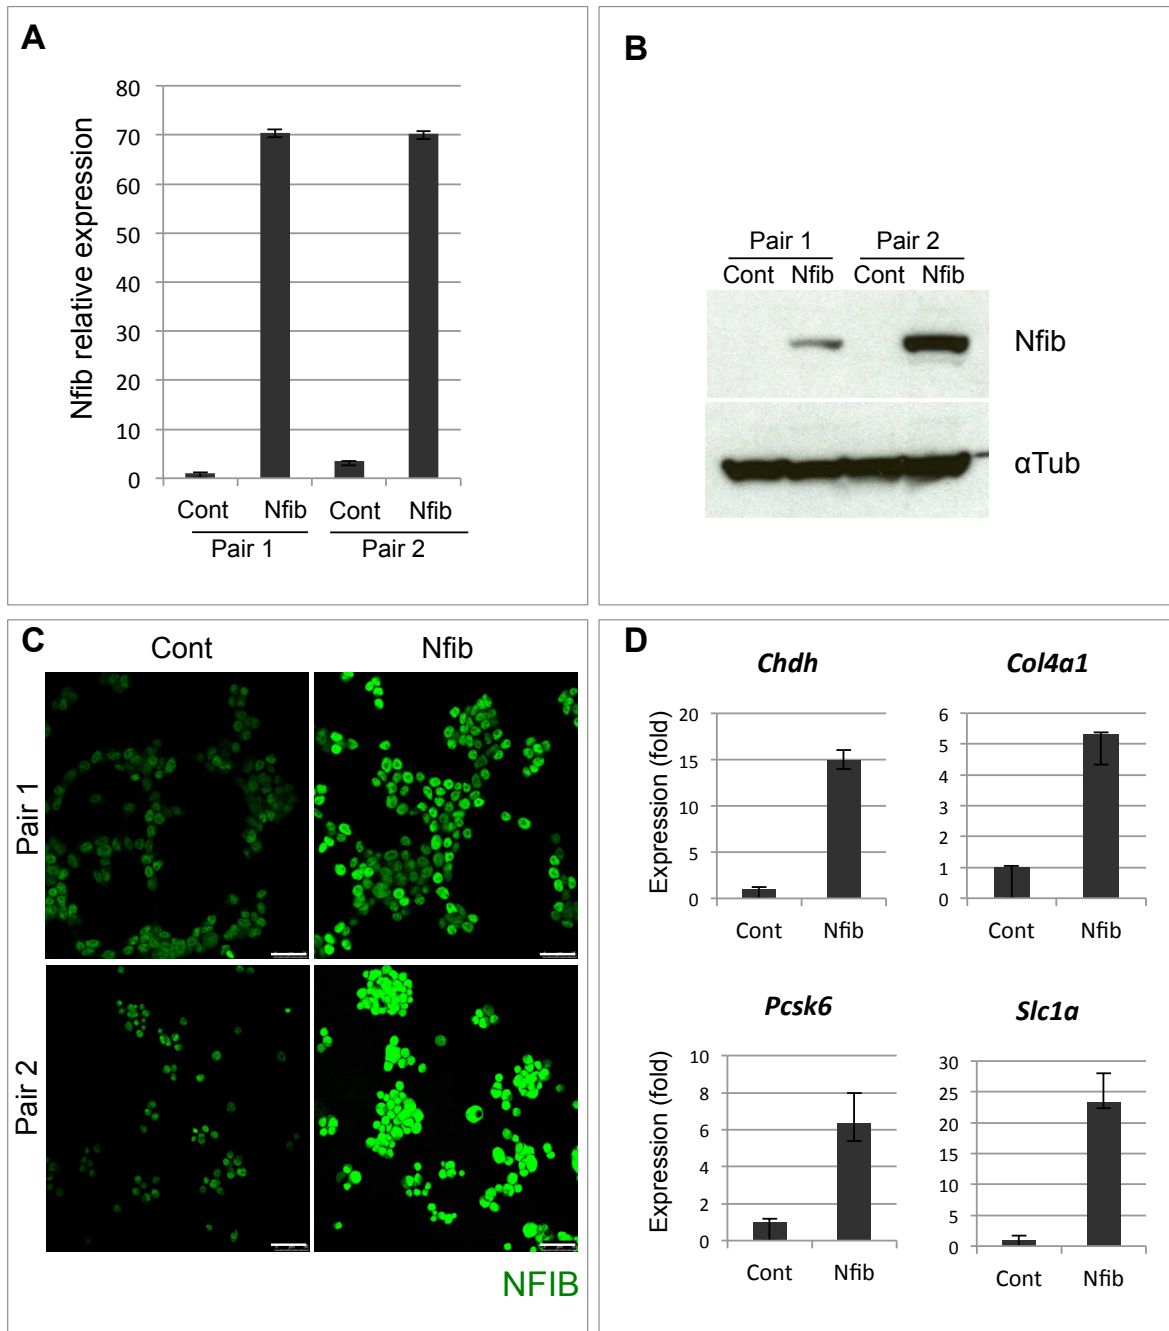 A
Nfib relative expression
80
70
60
50
40
30
20
10
0
Cont Nfib Cont Nfib
Pair 1 Pair 2
B
Pair 1 Pair 2
Cont Nfib Cont Nfib
Nfib
αTub
C
Cont Nfib
Pair 1
Pair 2
NFIB
D
Chdh
Expression (fold)
20
15
10
5
0
Cont Nfib
Col4a1
6
5
4
3
2
1
0
Cont Nfib
Pcsk6
Expression (fold)
10
8
6
4
2
0
Cont Nfib
Slc1a
30
25
20
15
10
5
0
Cont Nfib